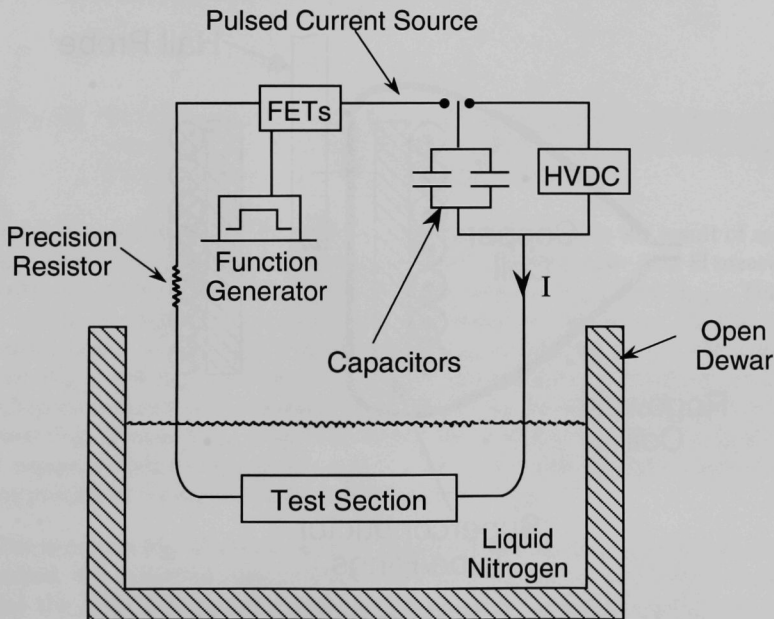 Pulsed Current Source
FETs
HVDC
Precision
Resistor
Function
Generator
I
Capacitors
Open
Dewar
Test Section
Liquid
Nitrogen